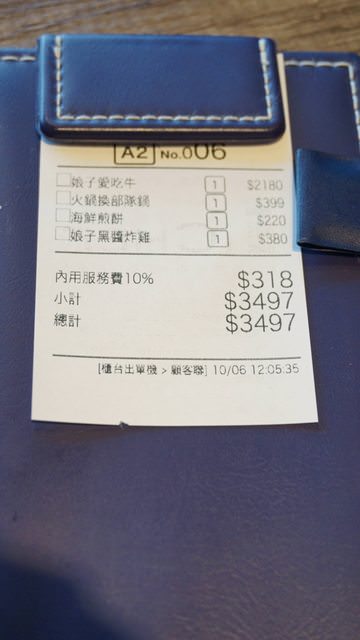 A2 No.006
娘子愛吃牛 1 $2180
火鍋換部隊鍋 1 $399
海鮮煎餅 1 $220
娘子黑醬炸雞 1 $380
內用服務費10% $318
小計 $3497
總計 $3497
[櫃台出單機 > 顧客聯] 10/06 12:05:35